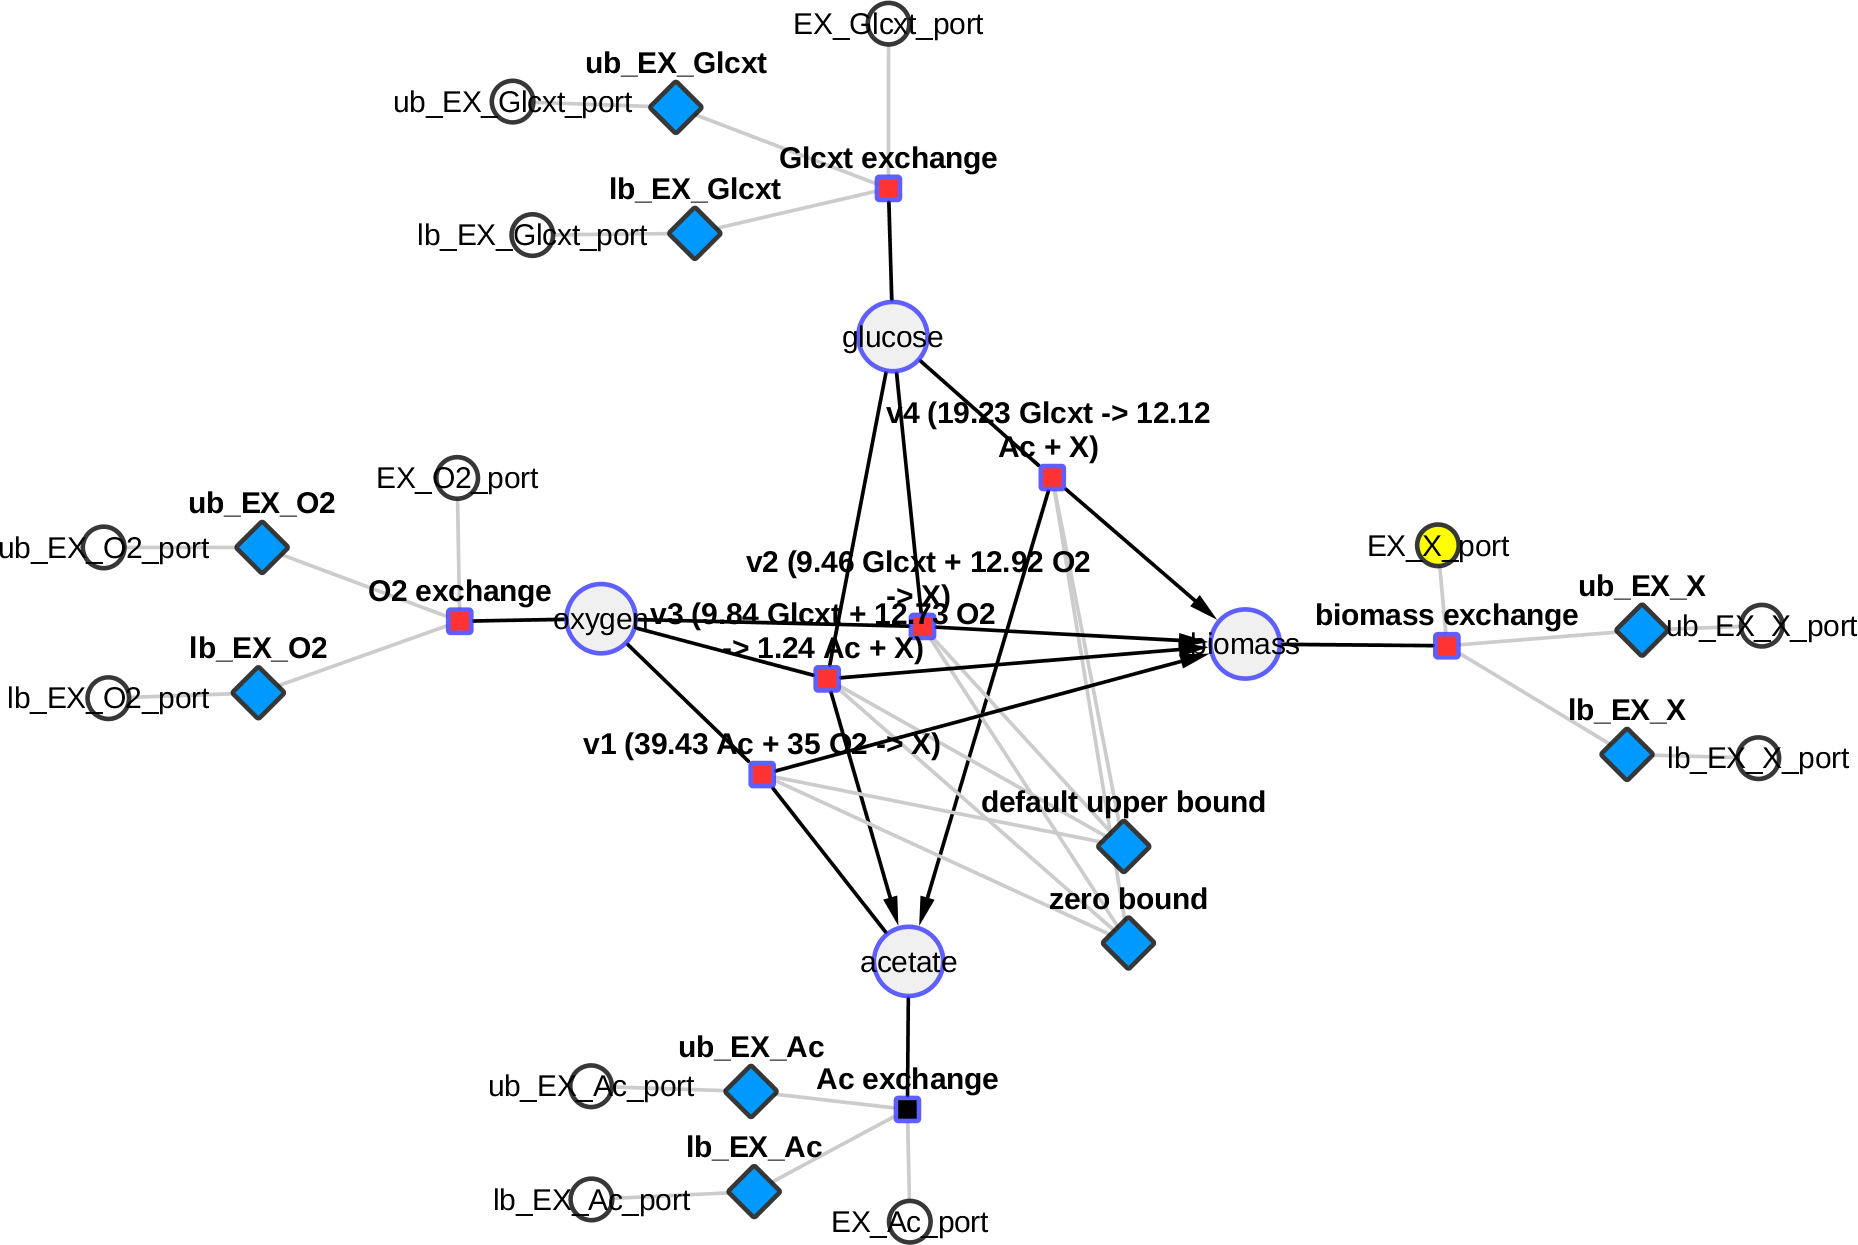 EX_Glcxt_port
ub_EX_Glcxt
ub_EX_Glcxt_port
Glcxt exchange
lb_EX_Glcxt
lb_EX_Glcxt_port
glucose
v4 (19.23 Glcxt -> 12.12
Ac + X)
EX_O2_port
ub_EX_O2
ub_EX_O2_port
O2 exchange
oxygen
lb_EX_O2
lb_EX_O2_port
v2 (9.46 Glcxt + 12.92 O2
-> X)
v3 (9.84 Glcxt + 12.73 O2
-> 1.24 Ac + X)
EX_X_port
ub_EX_X
biomass exchange
ub_EX_X_port
biomass
lb_EX_X
lb_EX_X_port
v1 (39.43 Ac + 35 O2 -> X)
default upper bound
zero bound
acetate
ub_EX_Ac
ub_EX_Ac_port
Ac exchange
lb_EX_Ac
lb_EX_Ac_port
EX_Ac_port